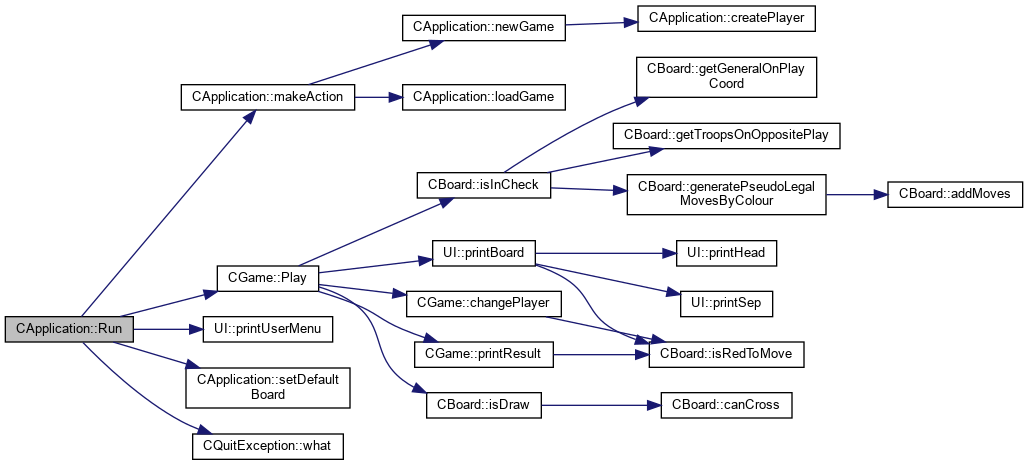 CApplication::newGame
CApplication::createPlayer
CApplication::makeAction
CApplication::loadGame
CBoard::getGeneralOnPlay
Coord
CBoard::getTroopsOnOppositePlay
CBoard::isInCheck
CBoard::generatePseudoLegal
MovesByColour
CBoard::addMoves
UI::printBoard
UI::printHead
CGame::Play
CGame::changePlayer
UI::printSep
CApplication::Run
UI::printUserMenu
CGame::printResult
CBoard::isRedToMove
CApplication::setDefault
Board
CBoard::isDraw
CBoard::canCross
CQuitException::what